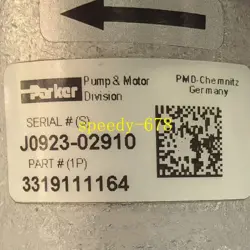 Parker
Pump & Motor
Division
PMD-Chemnitz
Germany
SERIAL # (S)
speedy-678
J0923-02910
PART # (1P)
3319111164